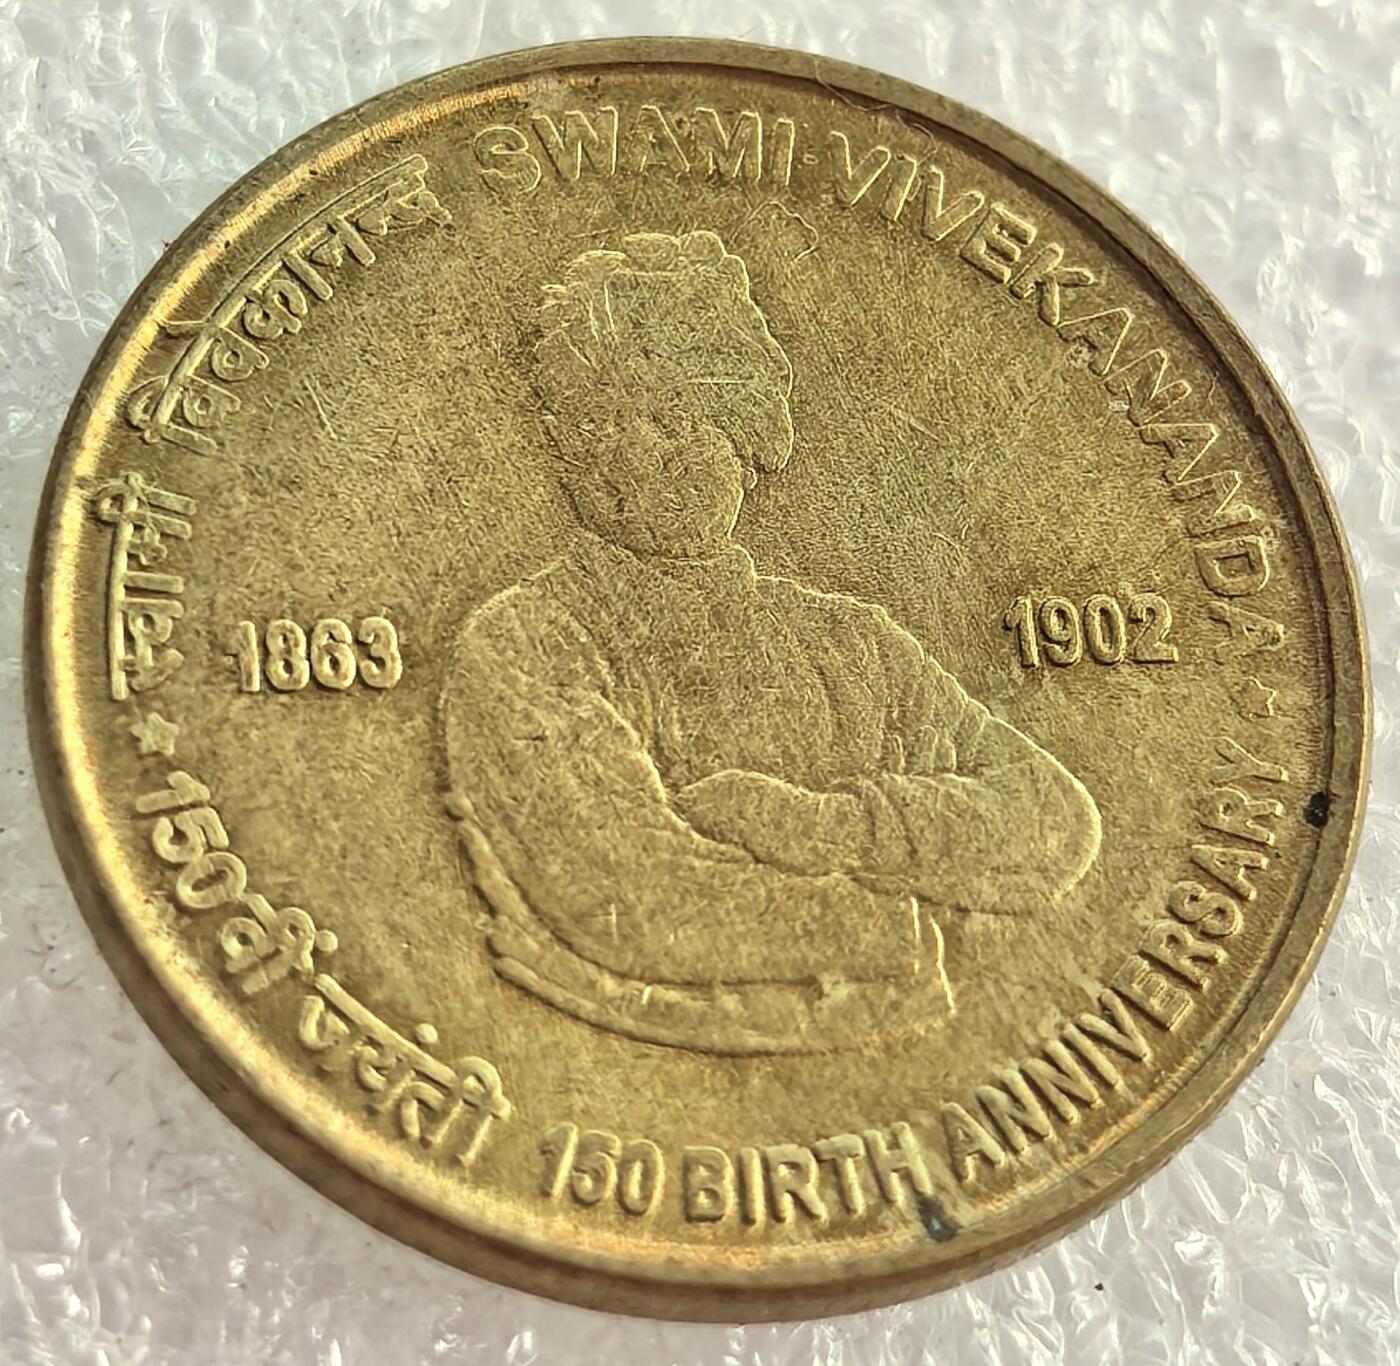 स्वामी विवेकानन्द
SWAMI VIVEKANANDA
1863
1902
150वीं जयंती
150 BIRTH ANNIVERSARY